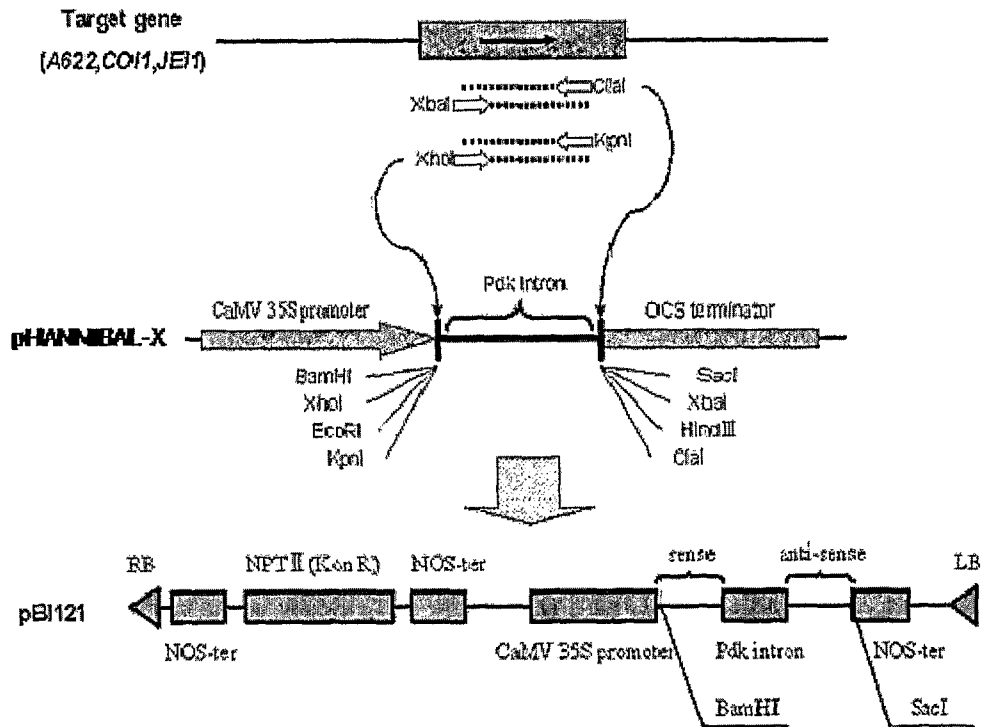 Target gene
(A622,COI1,JEI1)
ClaI
XbaI
KpnI
XhoI
Pdk Intron
CaMV 35S promoter
OCS terminator
pHANNIBAL-X
BamHI
SacI
XhoI
XbaI
EcoRI
HindIII
KpnI
ClaI
RB
NPTⅡ (Kan R)
NOS-ter
sense
anti-sense
LB
pBI121
NOS-ter
CaMV 35S promoter
Pdk intron
NOS-ter
BamHI
SacI